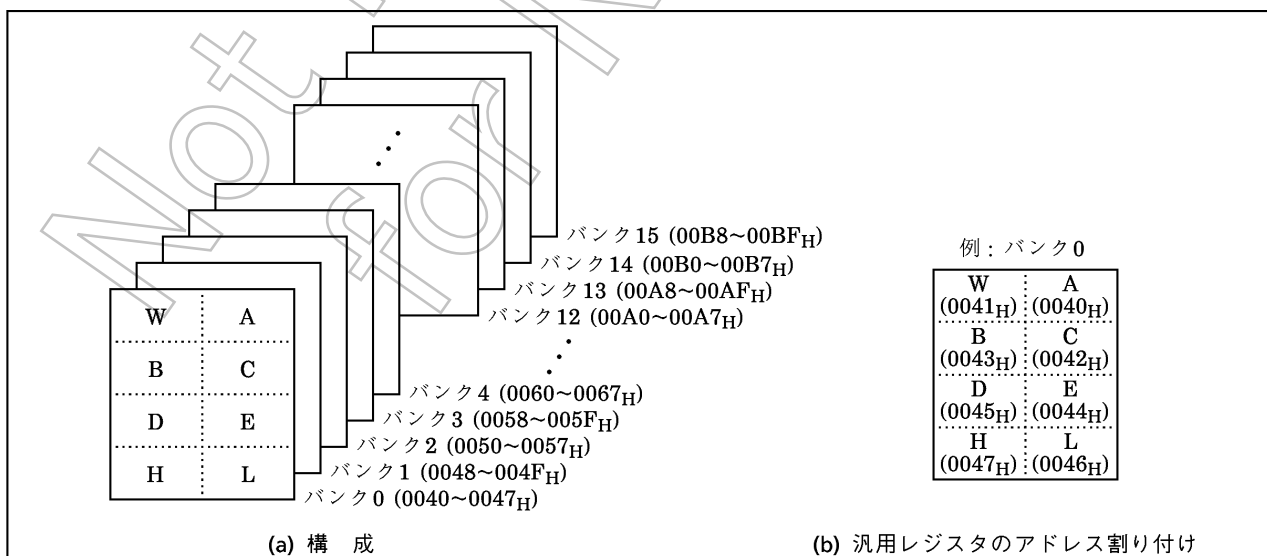 Not
for
W A
B C
D E
H L
バンク15 (00B8~00BFH)
バンク14 (00B0~00B7H)
バンク13 (00A8~00AFH)
バンク12 (00A0~00A7H)
バンク4 (0060~0067H)
バンク3 (0058~005FH)
バンク2 (0050~0057H)
バンク1 (0048~004FH)
バンク0 (0040~0047H)
(a) 構 成
例 : バンク0
W A
(0041H) (0040H)
B C
(0043H) (0042H)
D E
(0045H) (0044H)
H L
(0047H) (0046H)
(b) 汎用レジスタのアドレス割り付け